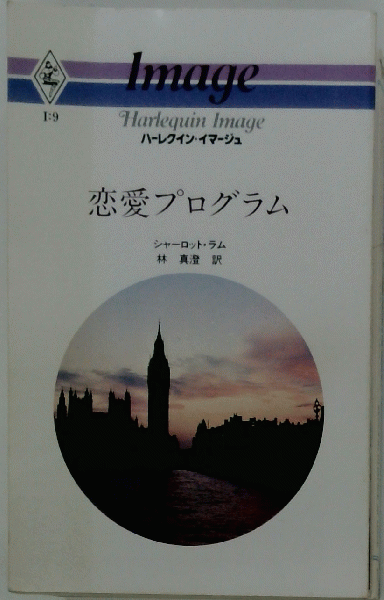 Image
I:9
Harlequin Image
ハーレクイン・イマージュ
恋愛プログラム
シャーロット・ラム
林 真澄 訳